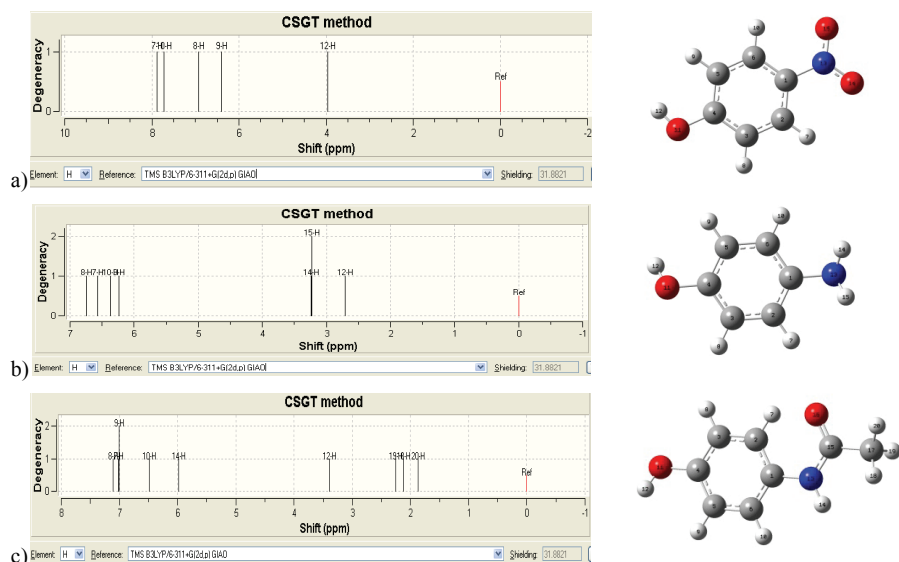 CSGT method
Degeneracy
1
0
7-H
8-H
9-H
12-H
Ref
10 8 6 4 2 0 -2
Shift (ppm)
a) Element: H Reference: TMS B3LYP/6-311+G(2d,p) GIAO Shielding: 31.8821
CSGT method
Degeneracy
2
1
0
15-H
8-H 7-H
14-H
12-H
Ref
7 6 5 4 3 2 1 0 -1
Shift (ppm)
b) Element: H Reference: TMS B3LYP/6-311+G(2d,p) GIAO Shielding: 31.8821
CSGT method
Degeneracy
2
1
0
9-H
10-H
14-H
12-H
20-H
Ref
8 7 6 5 4 3 2 1 0 -1
Shift (ppm)
c) Element: H Reference: TMS B3LYP/6-311+G(2d,p) GIAO Shielding: 31.8821